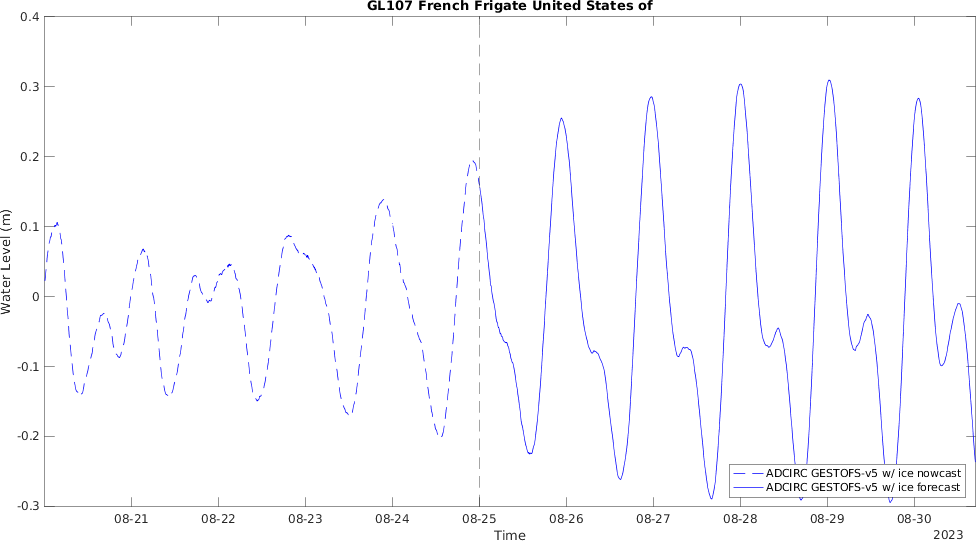 GL107 French Frigate United States of
Water Level (m)
0.4
0.3
0.2
0.1
0
-0.1
-0.2
-0.3
08-21 08-22 08-23 08-24 08-25 08-26 08-27 08-28 08-29 08-30
Time
2023
ADCIRC GESTOFS-v5 w/ ice nowcast
ADCIRC GESTOFS-v5 w/ ice forecast